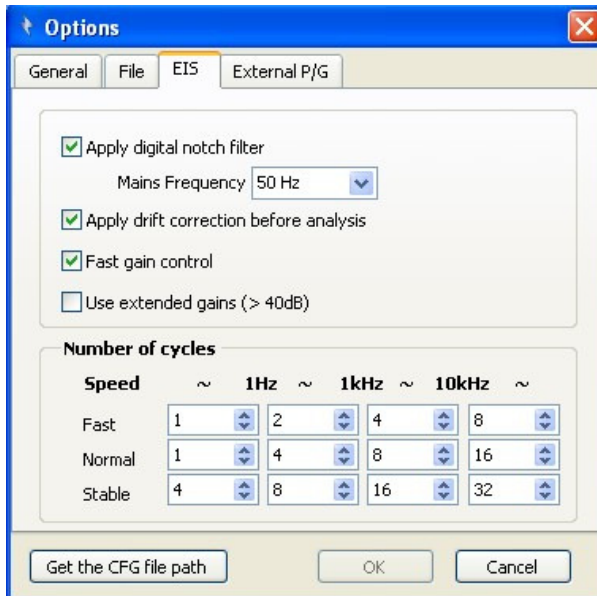 Options
General File EIS External P/G
Apply digital notch filter
Mains Frequency 50 Hz
Apply drift correction before analysis
Fast gain control
Use extended gains (> 40dB)
Number of cycles
Speed ~ 1Hz ~ 1kHz ~ 10kHz ~
Fast 1 2 4 8
Normal 1 4 8 16
Stable 4 8 16 32
Get the CFG file path OK Cancel